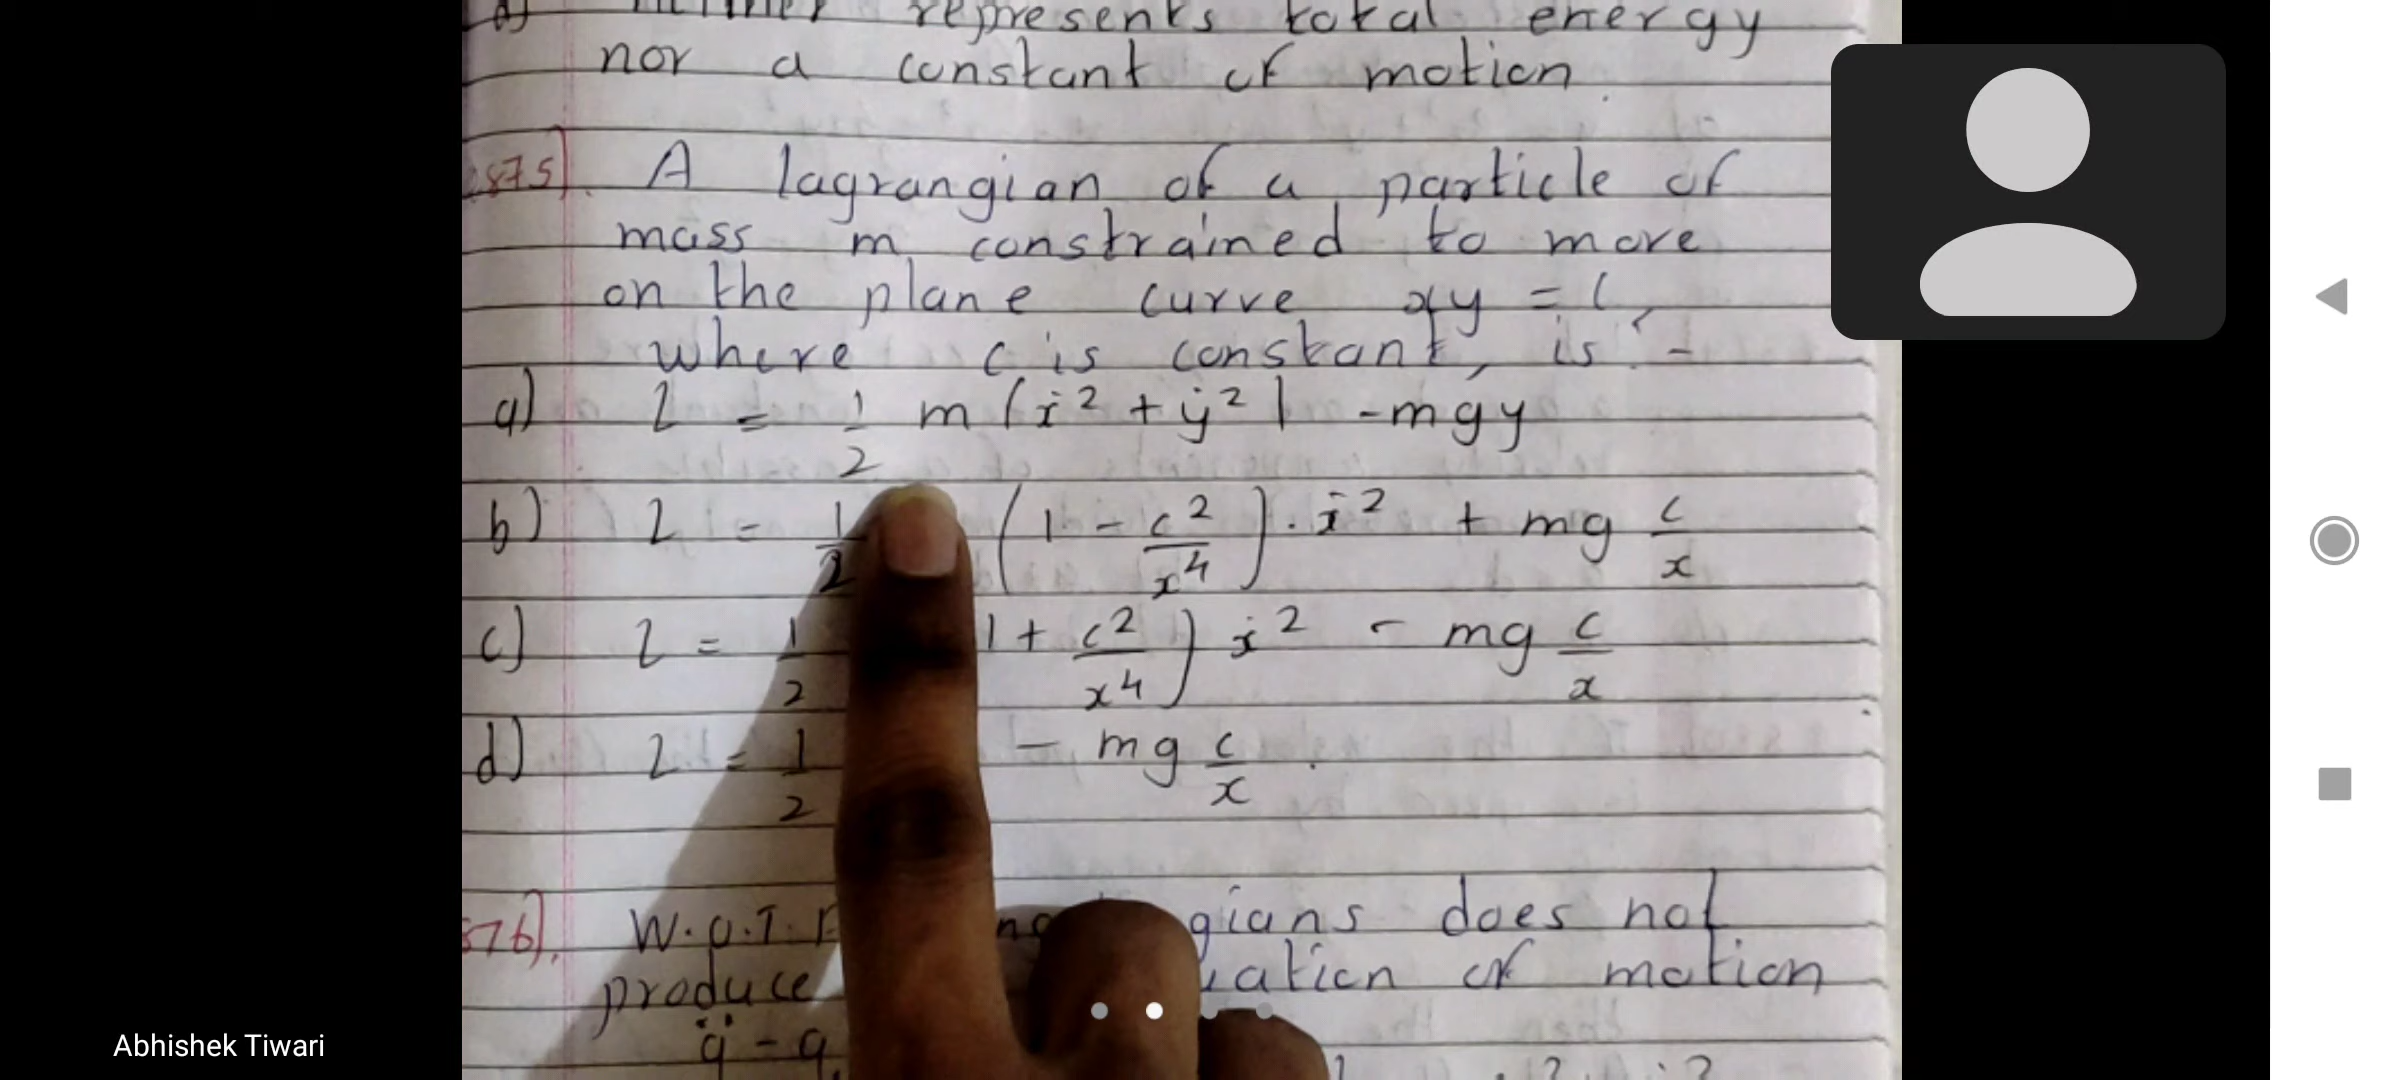 represents total energy
nor a constant of motion.
875). A lagrangian of a particle of
mass m constrained to move
on the plane curve xy = c,
where c is constant, is :-
a) L = 1/2 m (ẋ² + ẏ²) - mgy
b) L = 1/2 (1 - c²/x⁴) . ẋ² + mg c/x
c) L = 1/2 1 + c²/x⁴) ẋ² - mg c/x
d) L = 1/2 - mg c/x .
576). W.O.T.F gians does not
produce uation of motion
Abhishek Tiwari